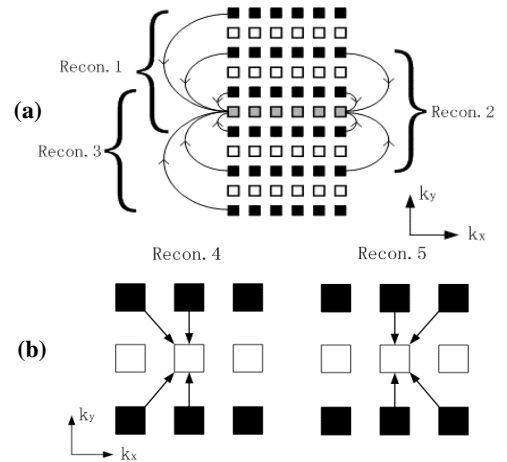 Recon.1
(a)
Recon.2
Recon.3
ky
kx
Recon.4
Recon.5
(b)
ky
kx